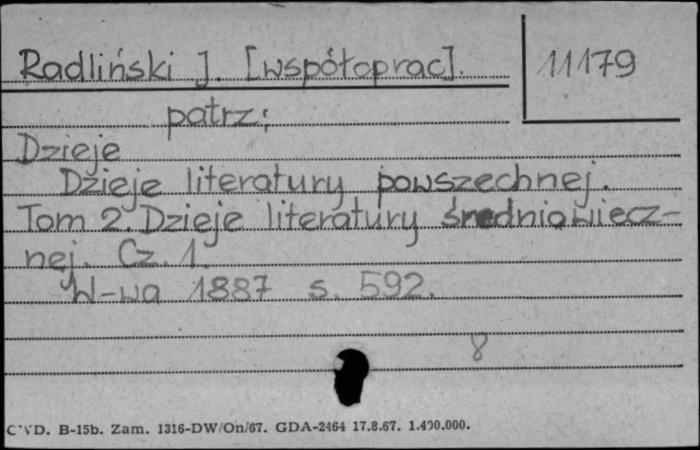 Radliński J. [współoprac].
11179
patrz:
Dzieje
Dzieje literatury powszechnej.
Tom 2. Dzieje literatury średniowiecz-
nej. Cz. 1.
W-wa 1887 s. 592.
8
CWD. B-15b. Zam. 1316-DW/On/67. GDA-2464 17.8.67. 1.400.000.